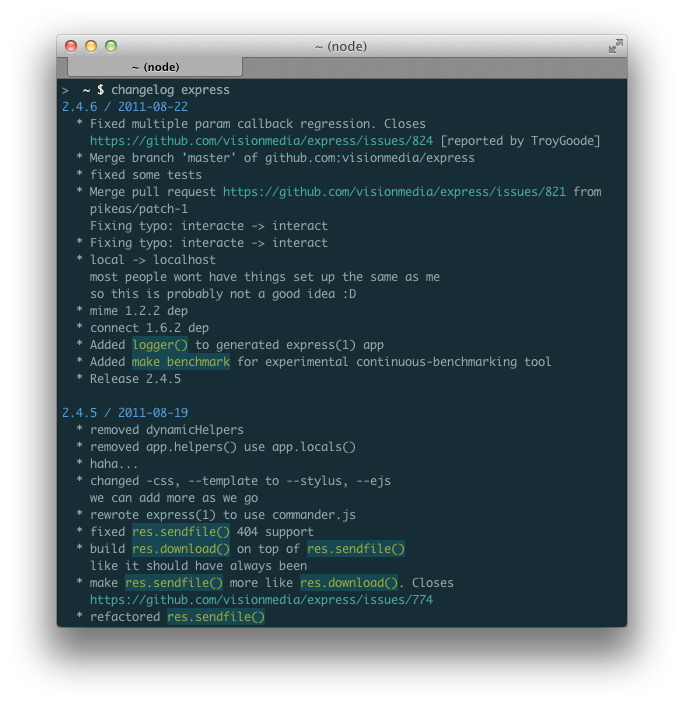 ~ (node)
~ (node)
> ~ $ changelog express
2.4.6 / 2011-08-22
* Fixed multiple param callback regression. Closes
https://github.com/visionmedia/express/issues/824 [reported by TroyGoode]
* Merge branch 'master' of github.com:visionmedia/express
* fixed some tests
* Merge pull request https://github.com/visionmedia/express/issues/821 from
pikeas/patch-1
Fixing typo: interacte -> interact
* Fixing typo: interacte -> interact
* local -> localhost
most people wont have things set up the same as me
so this is probably not a good idea :D
* mime 1.2.2 dep
* connect 1.6.2 dep
* Added logger() to generated express(1) app
* Added make benchmark for experimental continuous-benchmarking tool
* Release 2.4.5
2.4.5 / 2011-08-19
* removed dynamicHelpers
* removed app.helpers() use app.locals()
* haha...
* changed -css, --template to --stylus, --ejs
we can add more as we go
* rewrote express(1) to use commander.js
* fixed res.sendfile() 404 support
* build res.download() on top of res.sendfile()
like it should have always been
* make res.sendfile() more like res.download(). Closes
https://github.com/visionmedia/express/issues/774
* refactored res.sendfile()